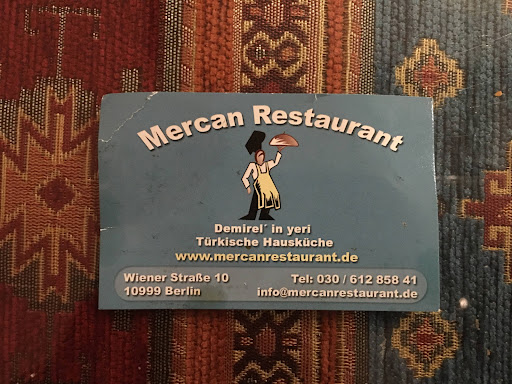 Mercan Restaurant
Demirel´ in yeri
Türkische Hausküche
www.mercanrestaurant.de
Wiener Straße 10
Tel: 030 / 612 858 41
10999 Berlin
info@mercanrestaurant.de